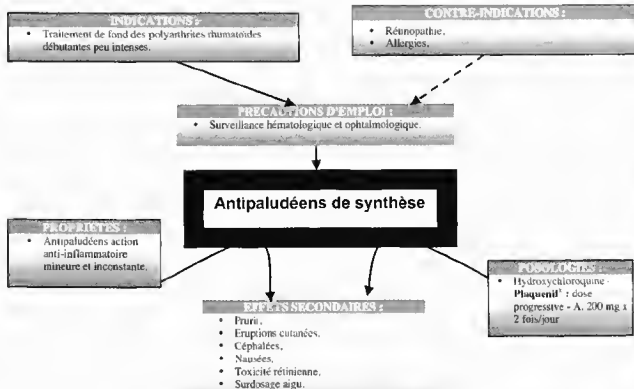 INDICATIONS :
• Traitement de fond des polyarthrites rhumatoïdes
débutantes peu intenses.
CONTRE-INDICATIONS :
• Rétinopathie,
• Allergies.
PRECAUTIONS D'EMPLOI :
• Surveillance hématologique et ophtalmologique.
Antipaludéens de synthèse
PROPRIETES :
• Antipaludéens action
anti-inflammatoire
mineure et inconstante.
POSOLOGIES :
• Hydroxychloroquine -
Plaquenil : dose
progressive - A. 200 mg x
2 fois/jour
EFFETS SECONDAIRES :
• Prurit,
• Eruptions cutanées,
• Céphalées,
• Nausées,
• Toxicité rétinienne,
• Surdosage aigu.